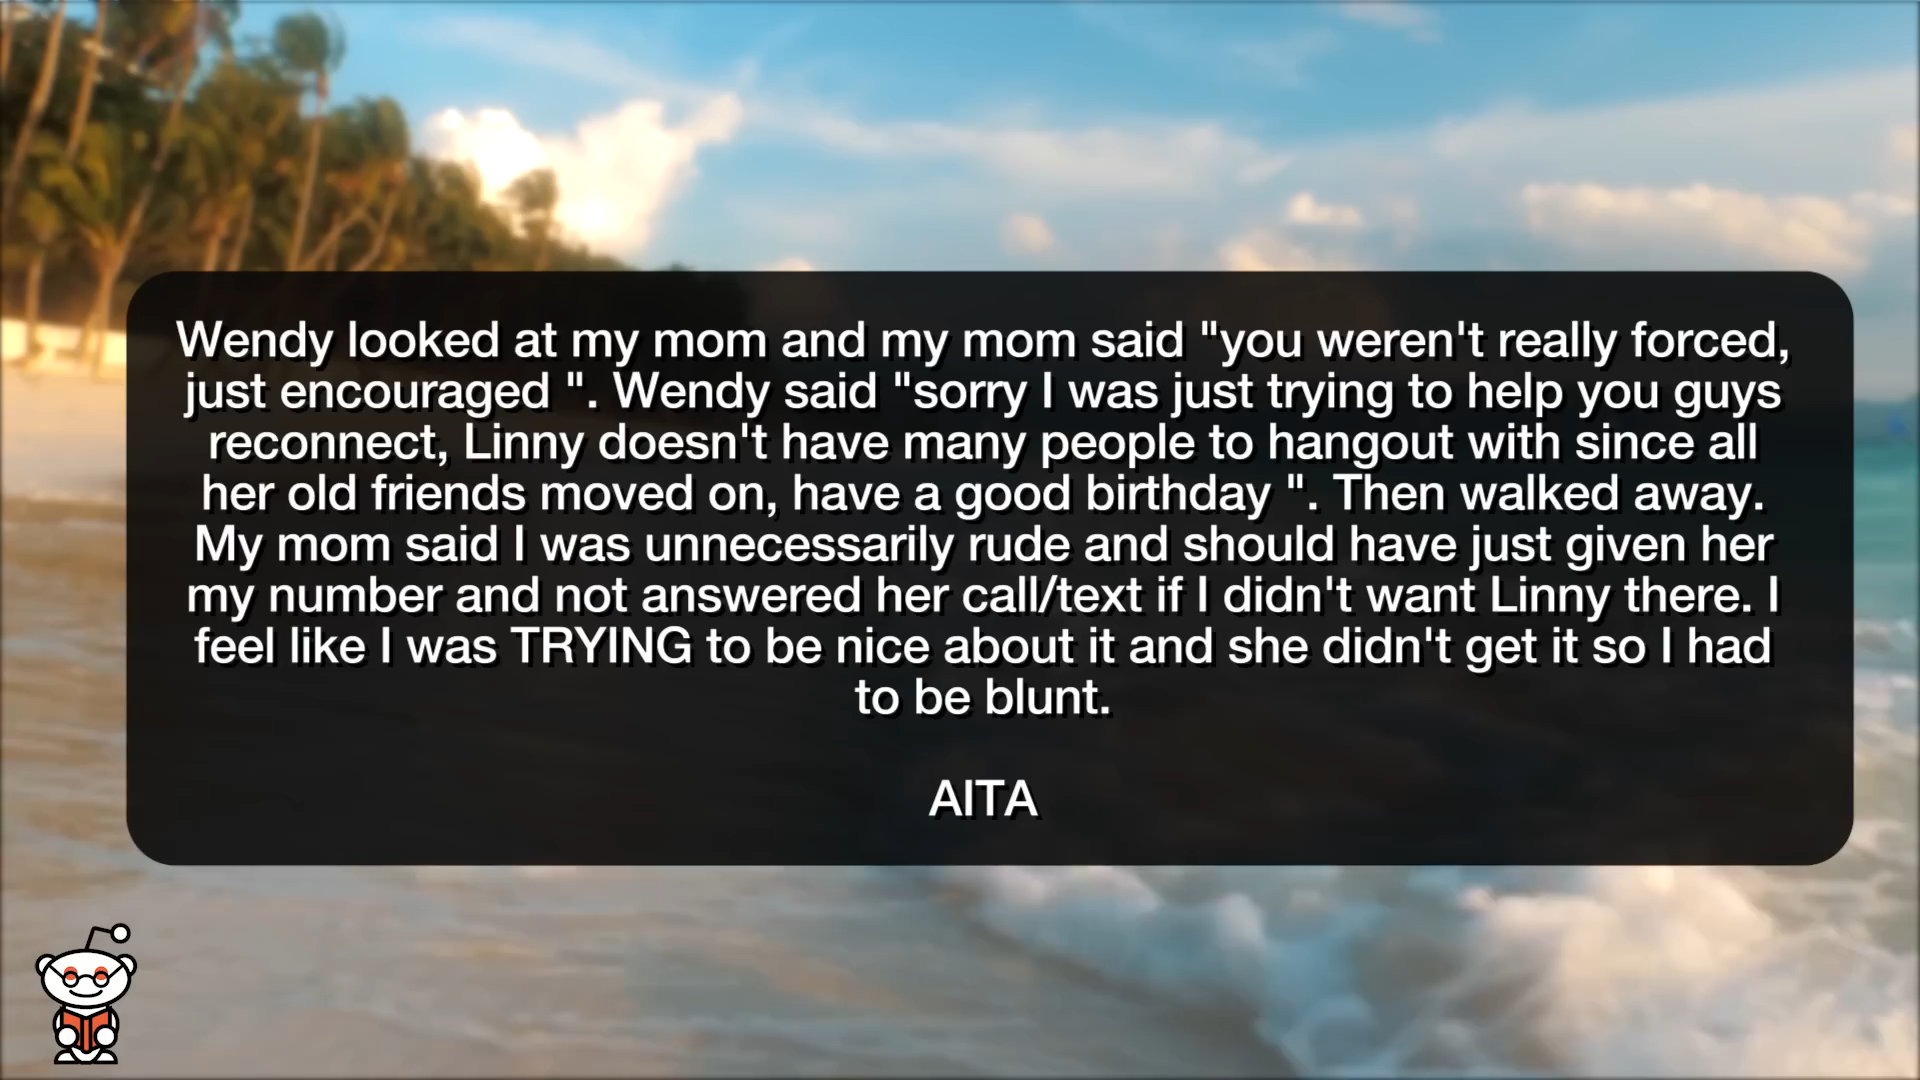 Wendy looked at my mom and my mom said "you weren't really forced,
just encouraged ". Wendy said "sorry I was just trying to help you guys
reconnect, Linny doesn't have many people to hangout with since all
her old friends moved on, have a good birthday ". Then walked away.
My mom said I was unnecessarily rude and should have just given her
my number and not answered her call/text if I didn't want Linny there. I
feel like I was TRYING to be nice about it and she didn't get it so I had
to be blunt.
AITA